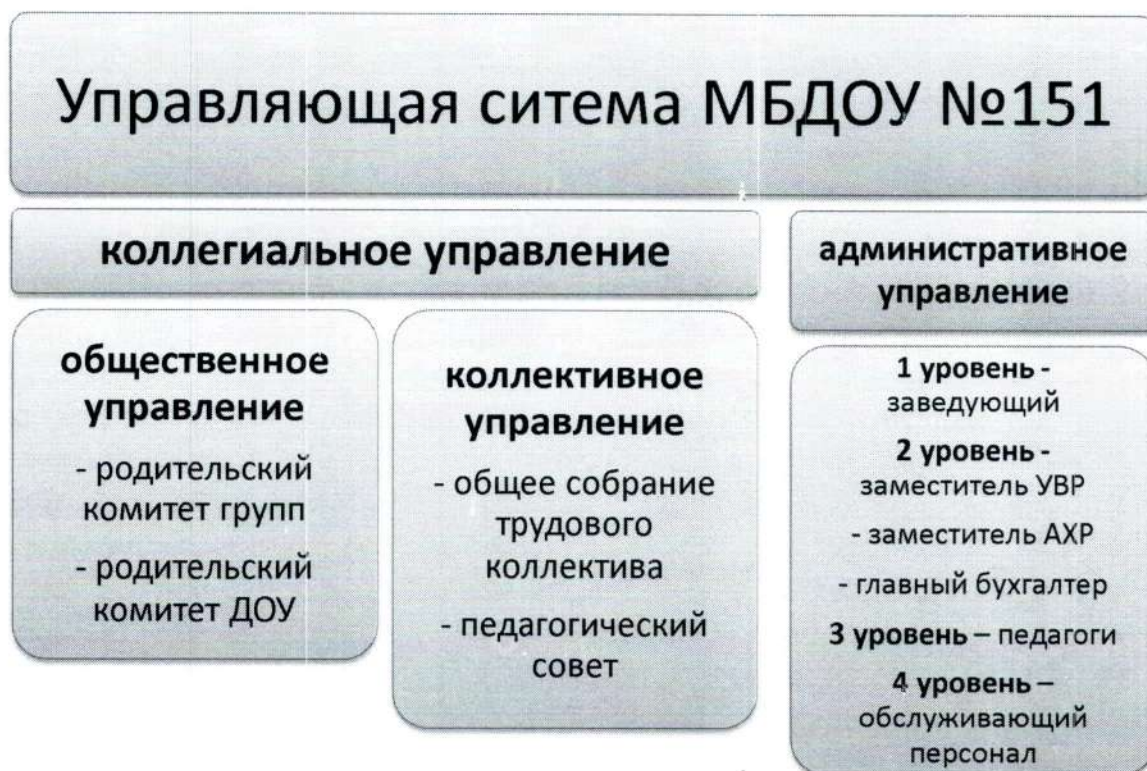 Управляющая ситема МБДОУ №151
коллегиальное управление
общественное
управление
- родительский
комитет групп
- родительский
комитет ДОУ
коллективное
управление
- общее собрание
трудового
коллектива
- педагогический
совет
административное
управление
1 уровень -
заведующий
2 уровень -
заместитель УВР
- заместитель АХР
- главный бухгалтер
3 уровень – педагоги
4 уровень –
обслуживающий
персонал